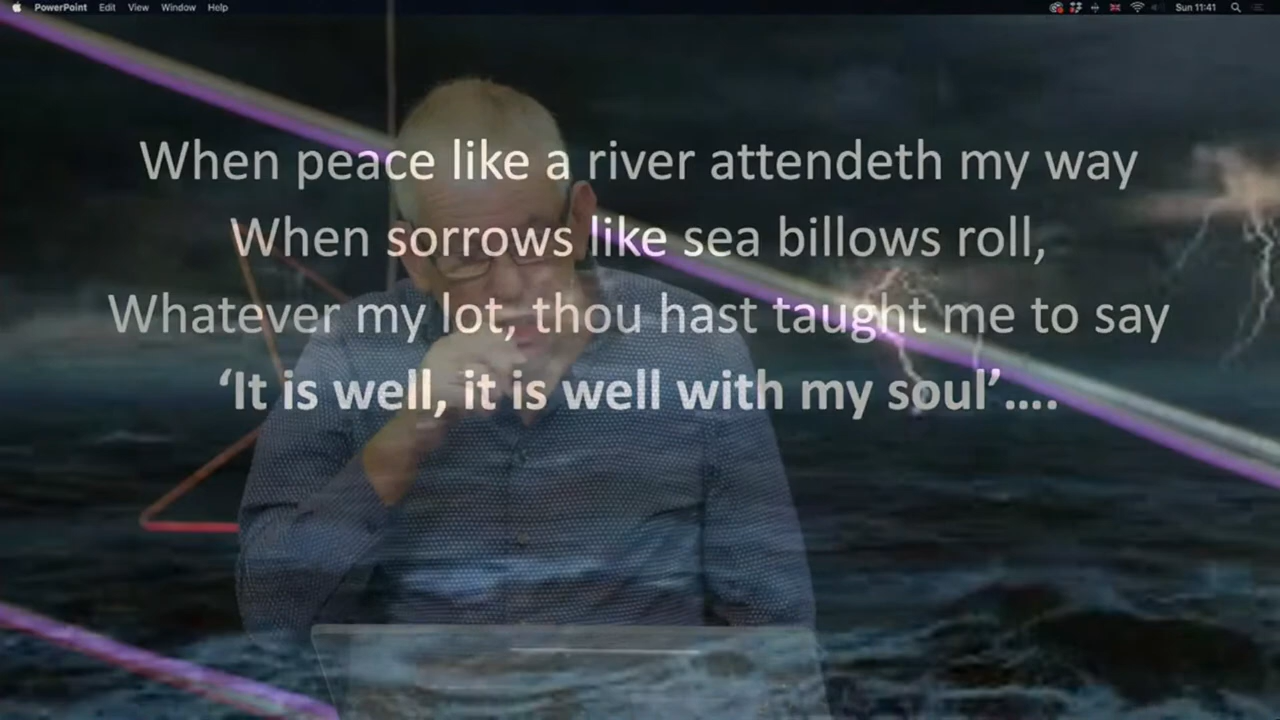 PowerPoint Edit View Window Help Sun 11:41
When peace like a river attendeth my way
When sorrows like sea billows roll,
Whatever my lot, thou hast taught me to say
‘It is well, it is well with my soul’....